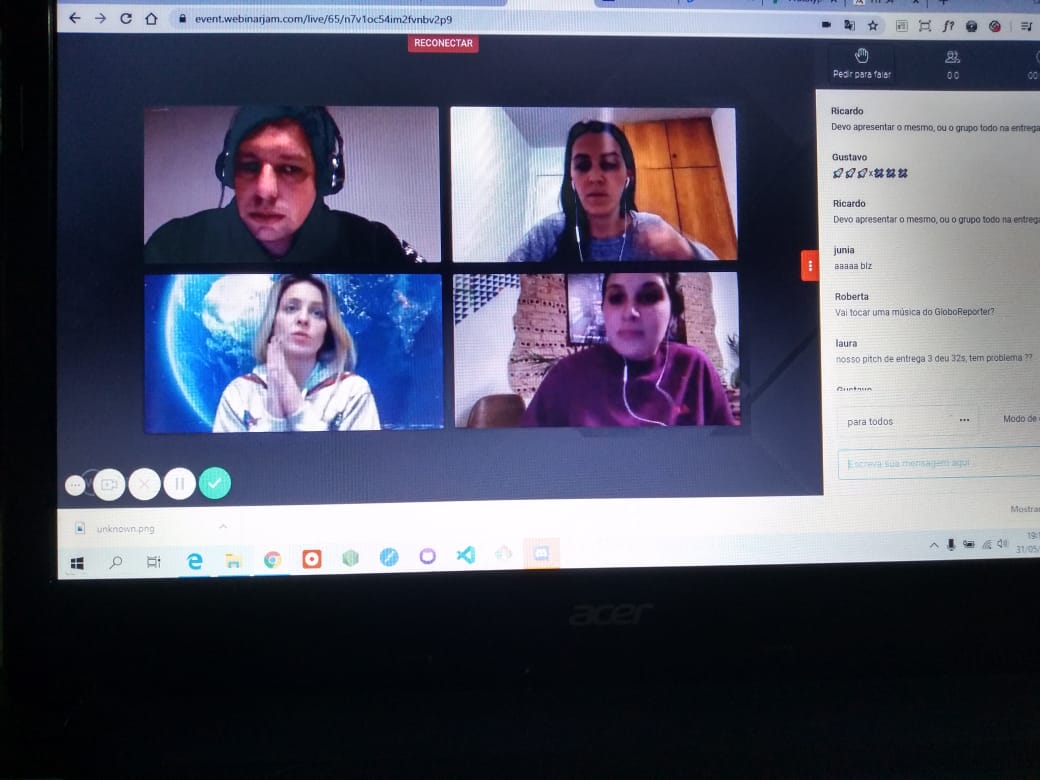 event.webinarjam.com/live/65/n7v1oc54im2fvnbv2p9
RECONECTAR
Pedir para falar
0 0
00
Ricardo
Devo apresentar o mesmo, ou o grupo todo na entrega
Gustavo
Ricardo
Devo apresentar o mesmo, ou o grupo todo na entrega
junia
aaaaa blz
Roberta
Vai tocar uma música do GloboReporter?
laura
nosso pitch de entrega 3 deu 32s, tem problema ??
Gustavo
para todos
Modo de
Escreva sua mensagem aqui
Mostrar
unknown.png
31/05
acer